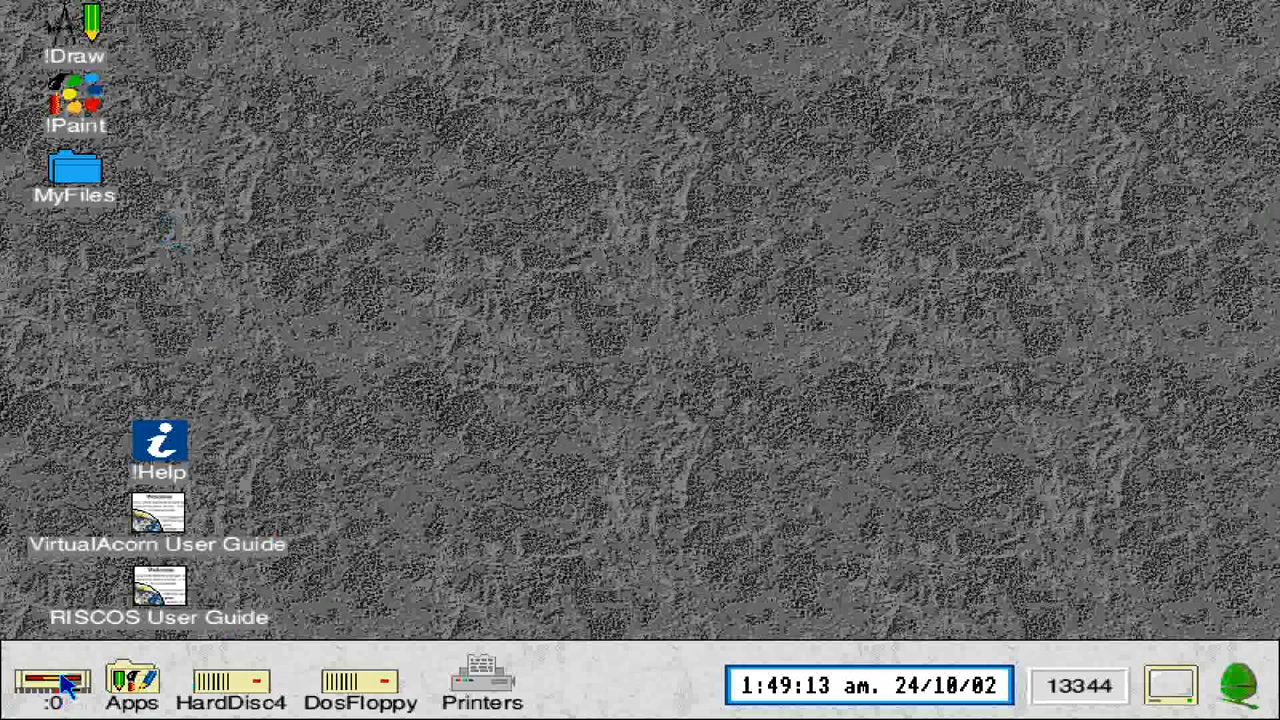 !Draw
!Paint
MyFiles
!Help
VirtualAcorn User Guide
RISCOS User Guide
:0
Apps
HardDisc4
DosFloppy
Printers
1:49:13 am. 24/10/02
13344